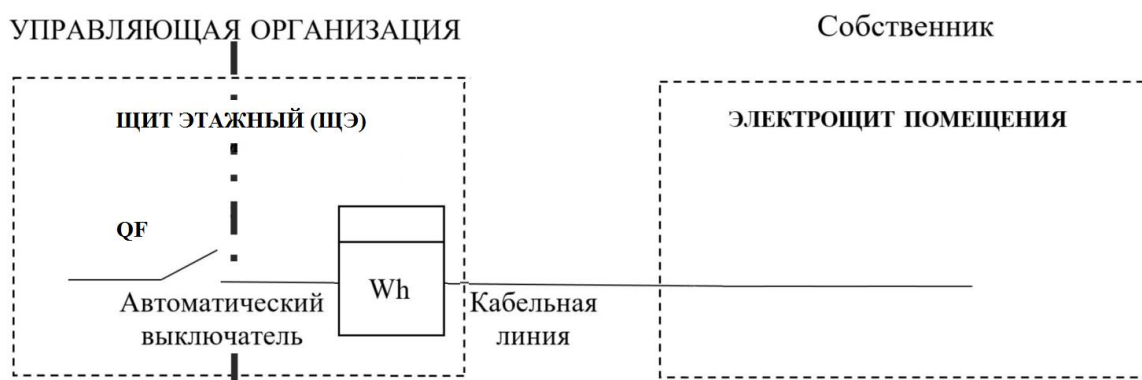 УПРАВЛЯЮЩАЯ ОРГАНИЗАЦИЯ
Собственник
ЩИТ ЭТАЖНЫЙ (ЩЭ)
ЭЛЕКТРОЩИТ ПОМЕЩЕНИЯ
QF
Wh
Автоматический
выключатель
Кабельная
линия